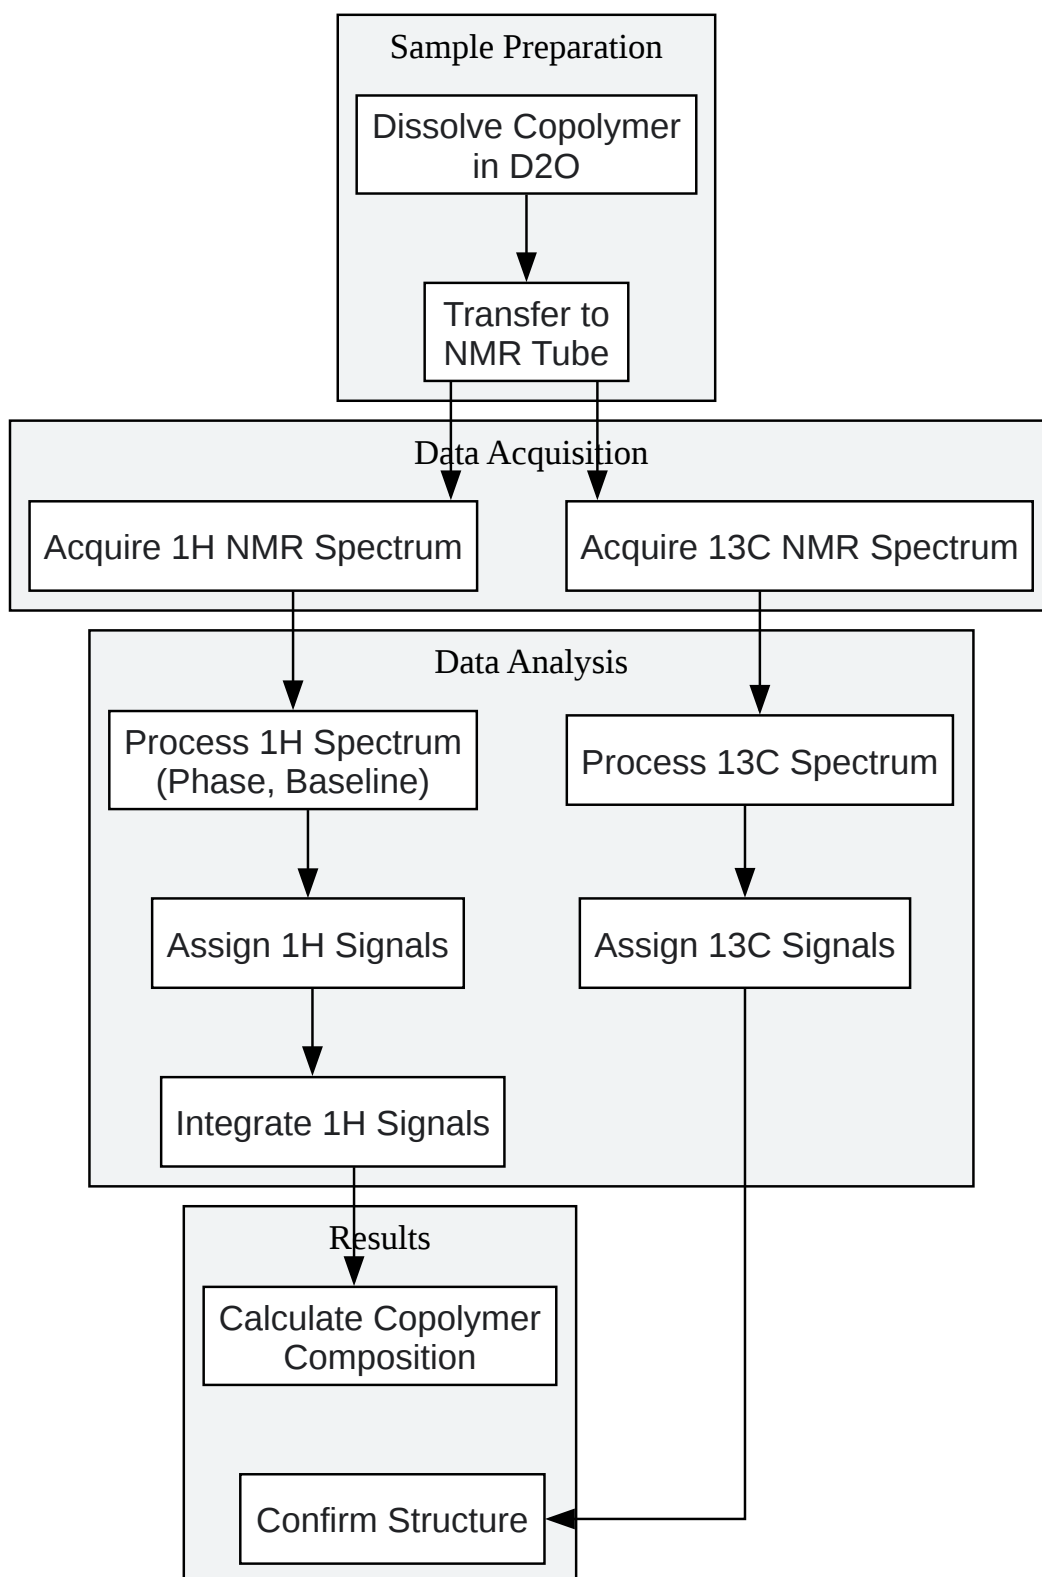 Sample Preparation
Dissolve Copolymer
in D2O
Transfer to
NMR Tube
Data Acquisition
Acquire 1H NMR Spectrum
Acquire 13C NMR Spectrum
Data Analysis
Process 1H Spectrum
(Phase, Baseline)
Process 13C Spectrum
Assign 1H Signals
Assign 13C Signals
Integrate 1H Signals
Results
Calculate Copolymer
Composition
Confirm Structure